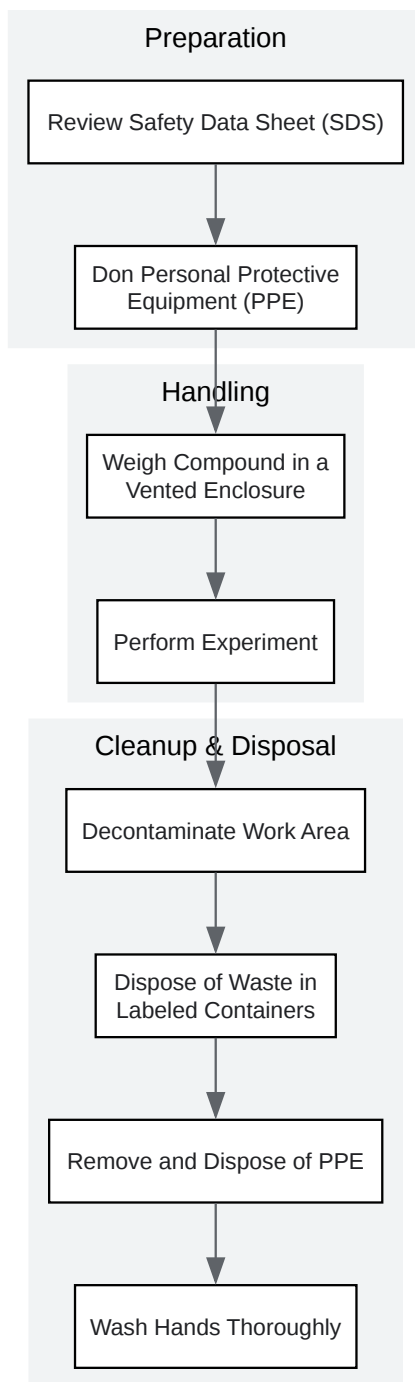 Preparation
Review Safety Data Sheet (SDS)
Don Personal Protective
Equipment (PPE)
Handling
Weigh Compound in a
Vented Enclosure
Perform Experiment
Cleanup & Disposal
Decontaminate Work Area
Dispose of Waste in
Labeled Containers
Remove and Dispose of PPE
Wash Hands Thoroughly